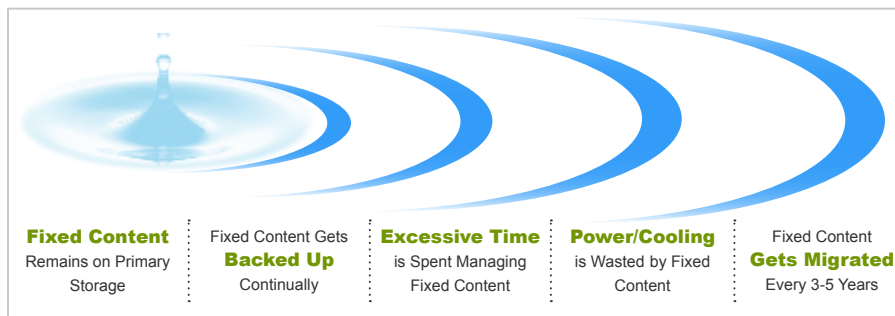 Fixed Content
Remains on Primary
Storage
Fixed Content Gets
Backed Up
Continually
Excessive Time
is Spent Managing
Fixed Content
Power/Cooling
is Wasted by Fixed
Content
Fixed Content
Gets Migrated
Every 3-5 Years